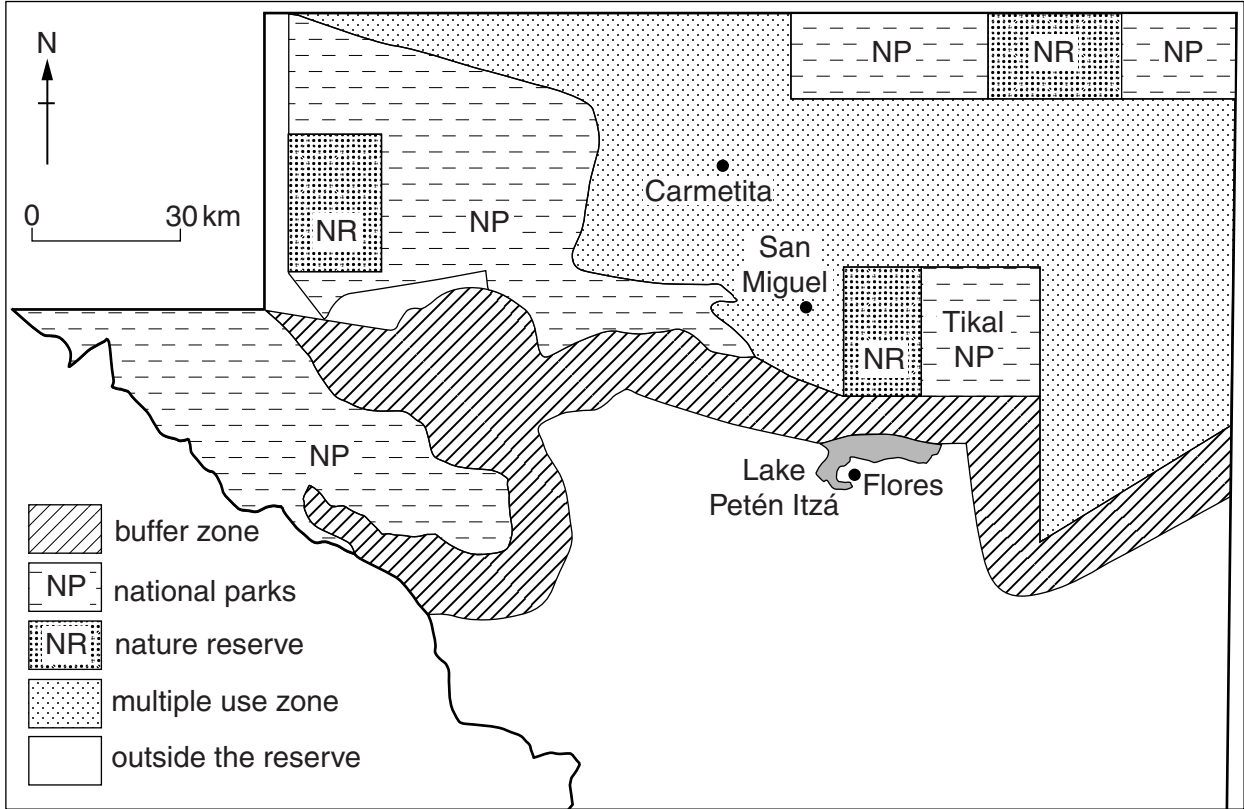 N
0 30 km
NP
NR
NP
NR
NP
Carmetita
San
Miguel
NR
Tikal
NP
NP
Lake
Petén Itzá
Flores
buffer zone
NP
national parks
NR
nature reserve
multiple use zone
outside the reserve